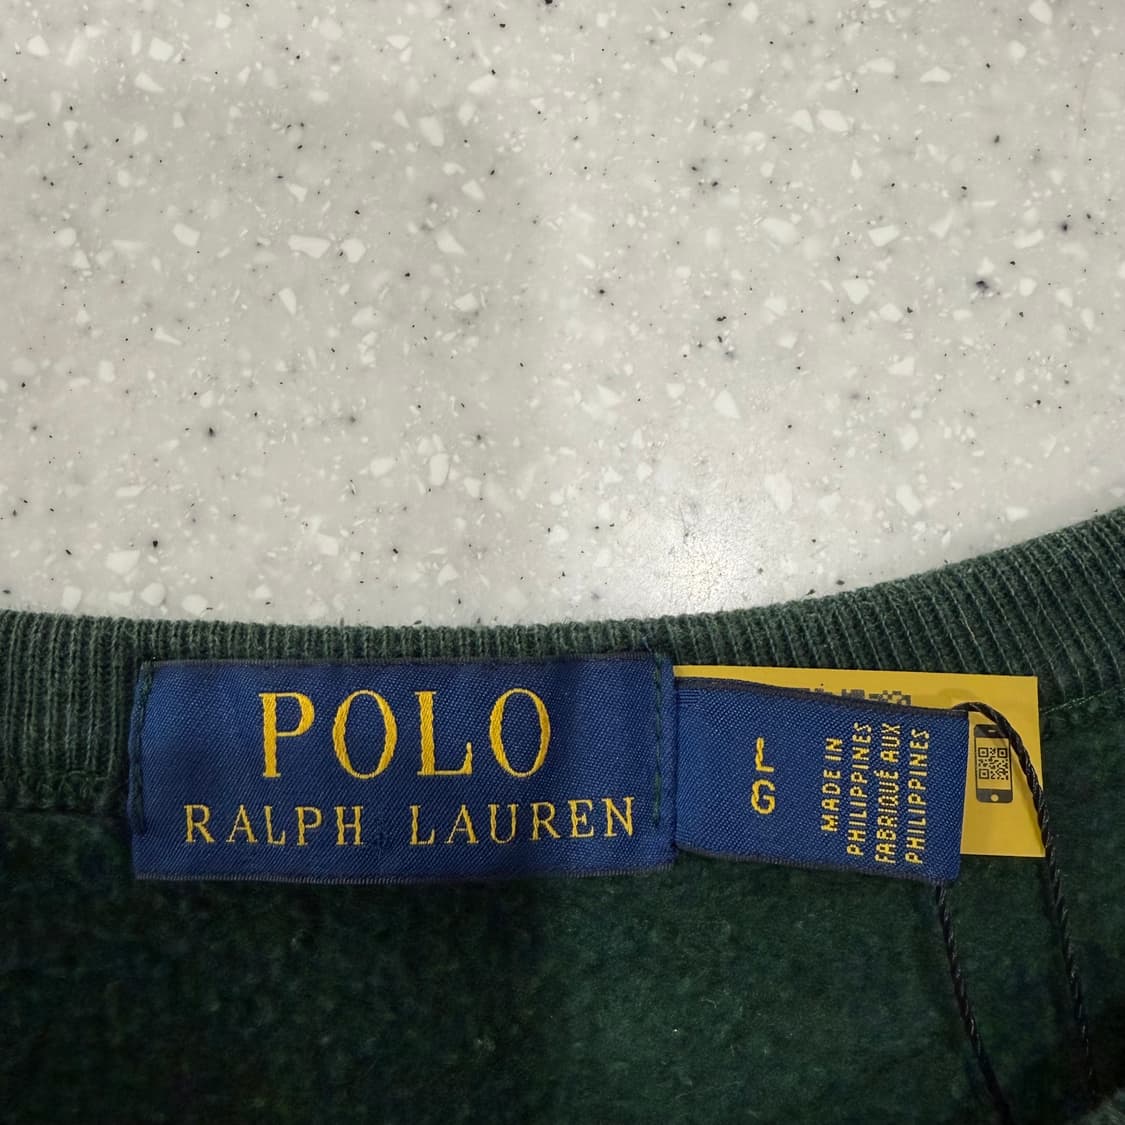 POLO
RALPH LAUREN
L
G
MADE IN
PHILIPPINES
FABRIQUÉ AUX
PHILIPPINES